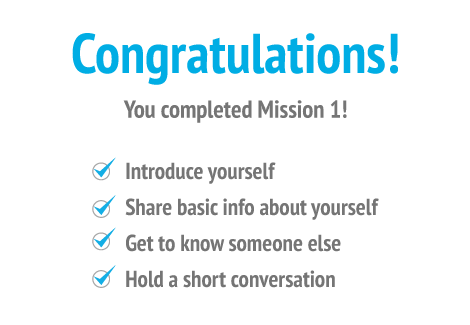 Congratulations!
You completed Mission 1!
Introduce yourself
Share basic info about yourself
Get to know someone else
Hold a short conversation